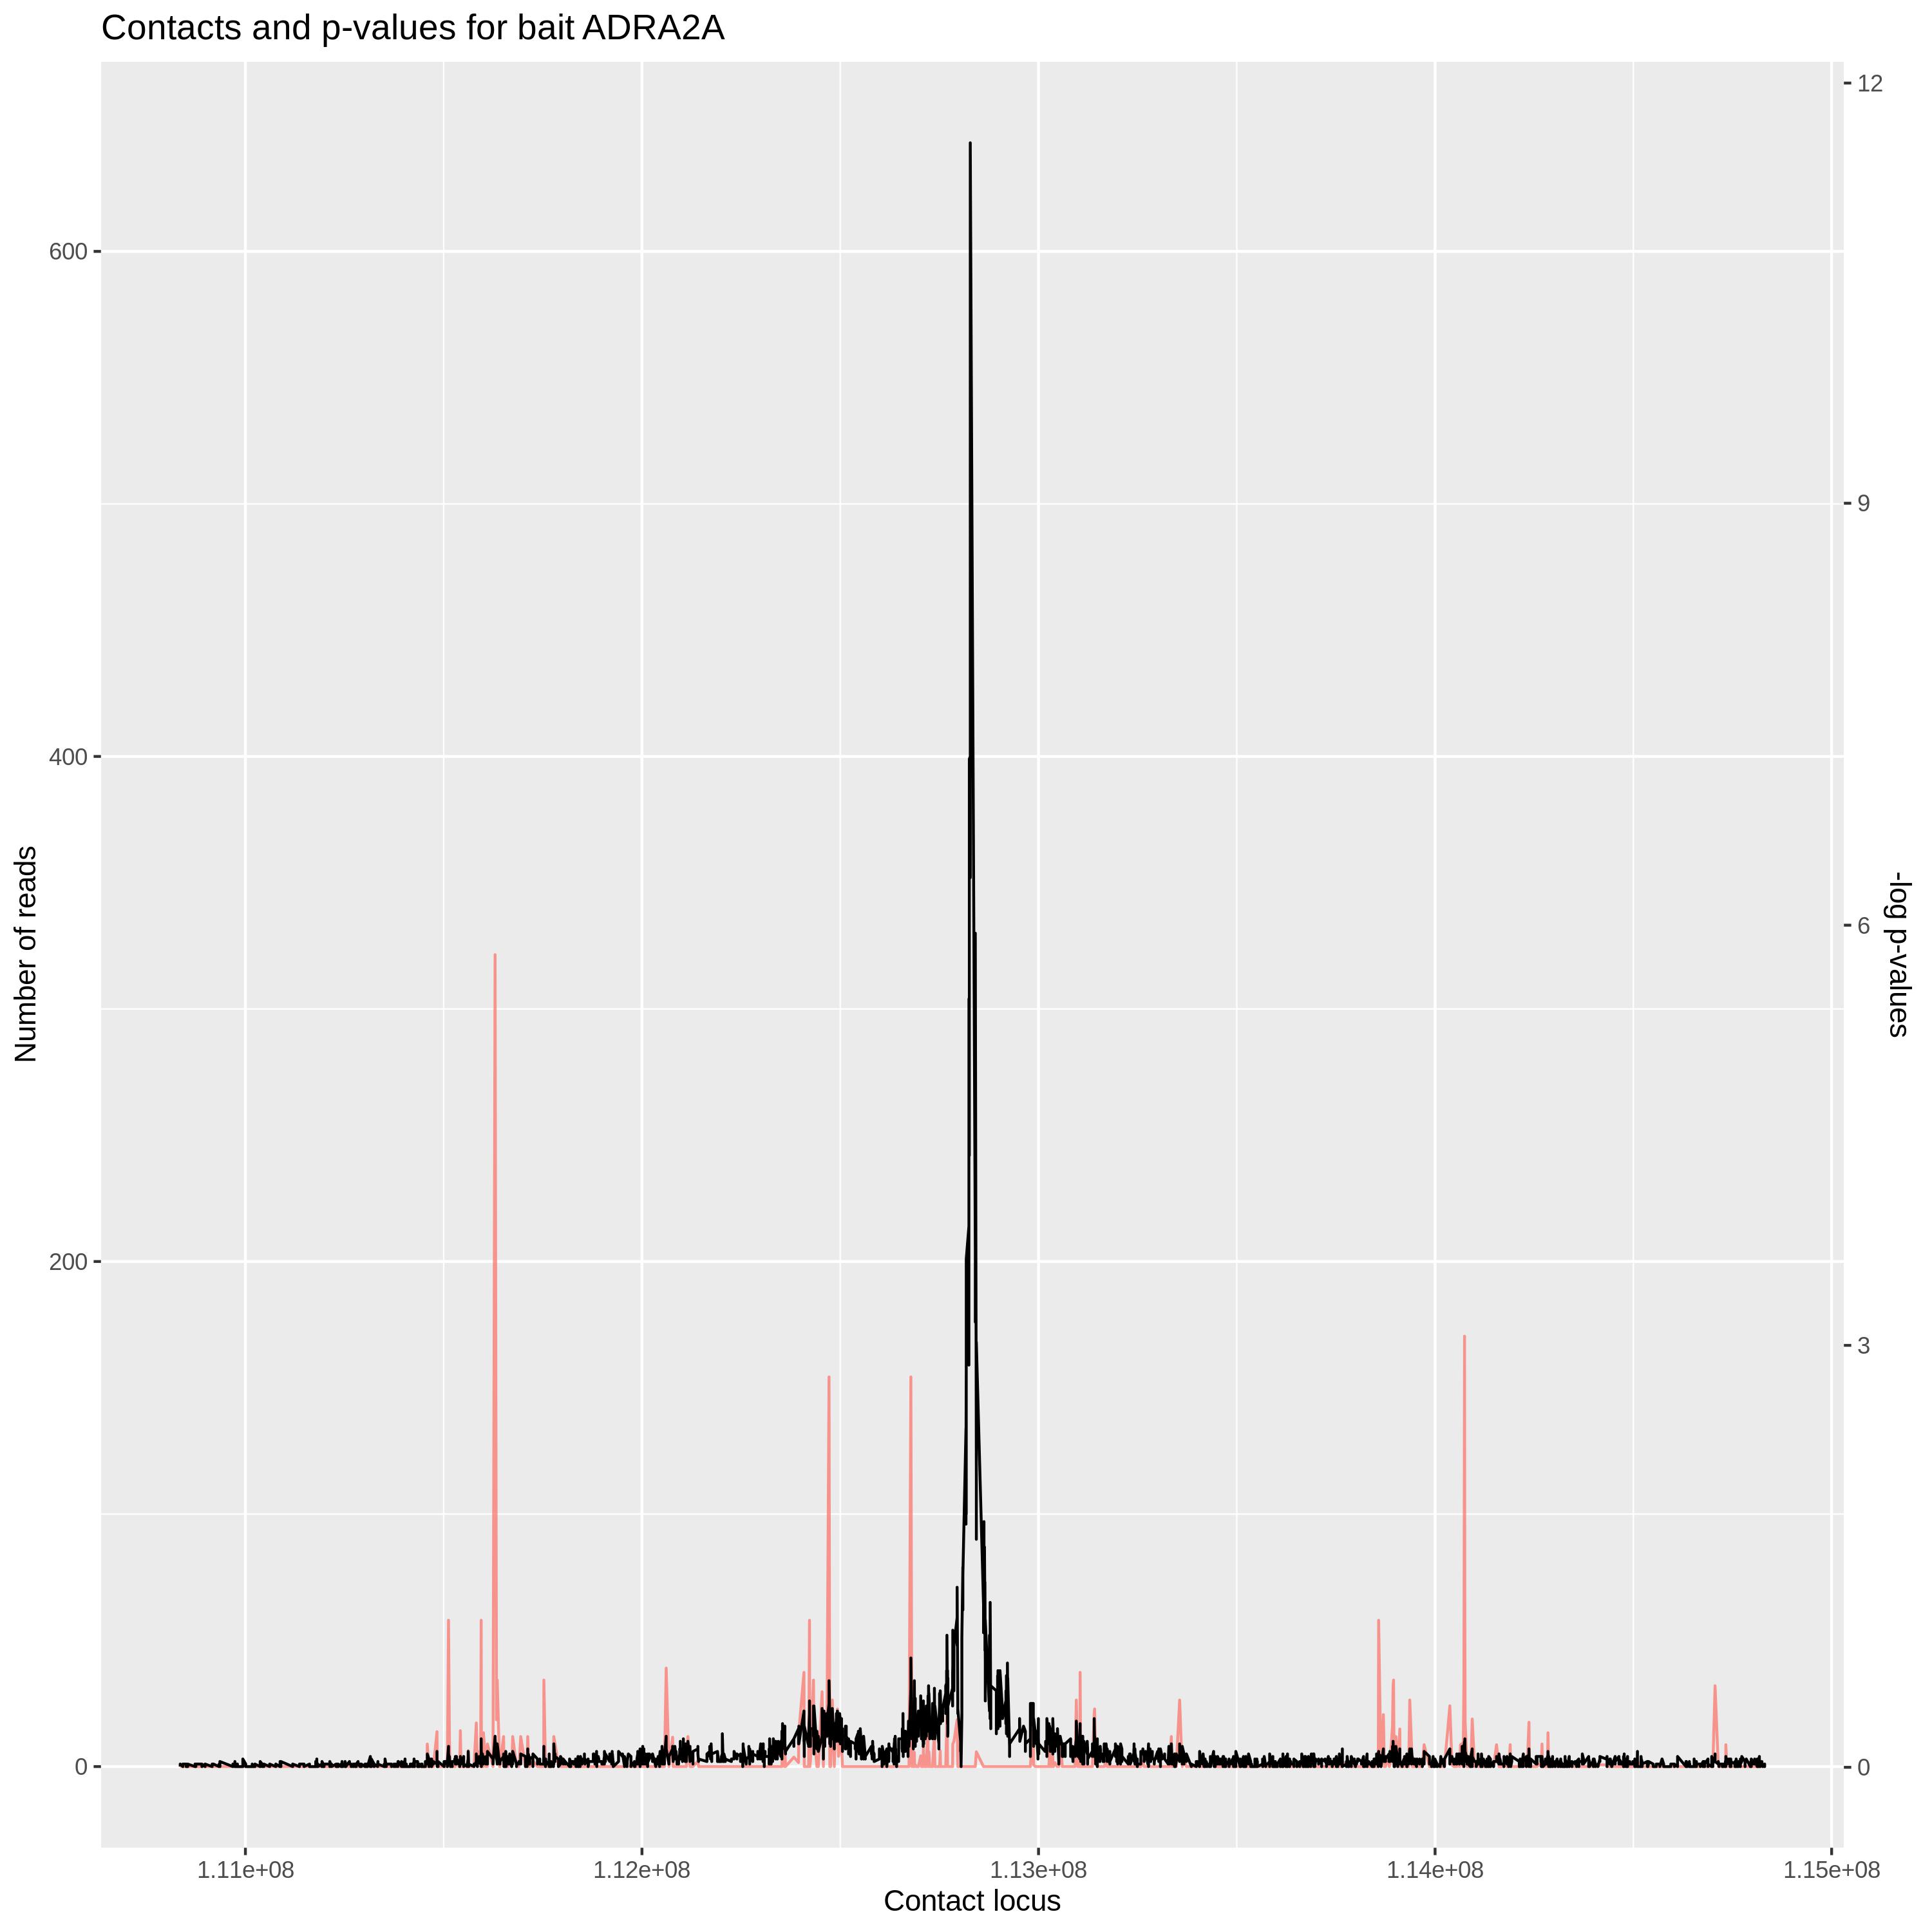 Contacts and p-values for bait ADRA2A
12
600
9
400
6
Number of reads
-log p-values
200
3
0
0
1.11e+08 1.12e+08 1.13e+08 1.14e+08 1.15e+08
Contact locus